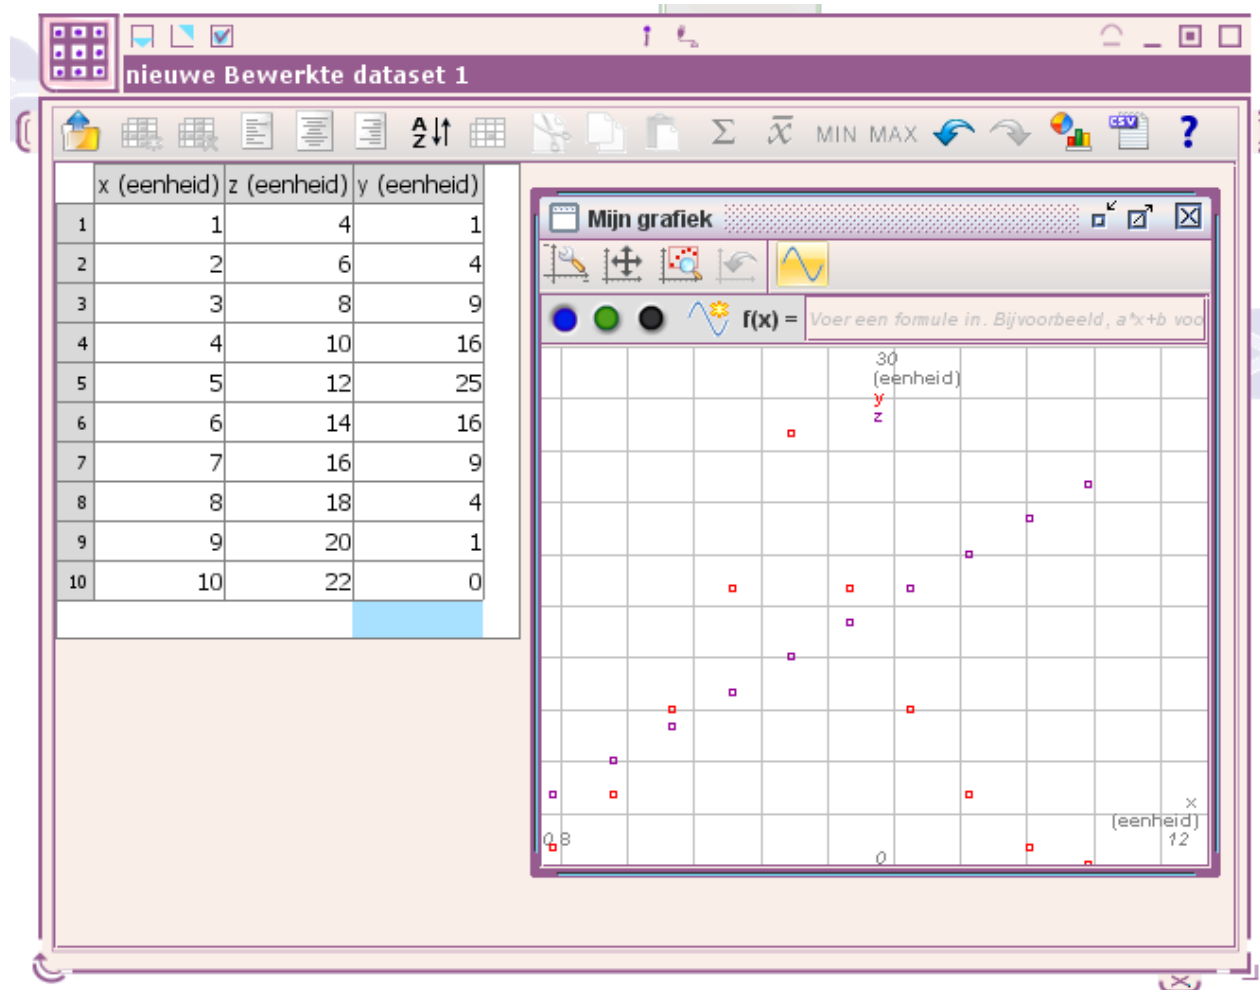 nieuwe Bewerkte dataset 1
A Z Σ x MIN MAX CSV ?
x (eenheid) z (eenheid) y (eenheid)
1 1 4 1
2 2 6 4
3 3 8 9
4 4 10 16
5 5 12 25
6 6 14 16
7 7 16 9
8 8 18 4
9 9 20 1
10 10 22 0
Mijn grafiek
f(x) = Voer een formule in. Bijvoorbeeld, a*x+b voo
30
(eenheid)
y
z
x
(eenheid)
0.8 12
0